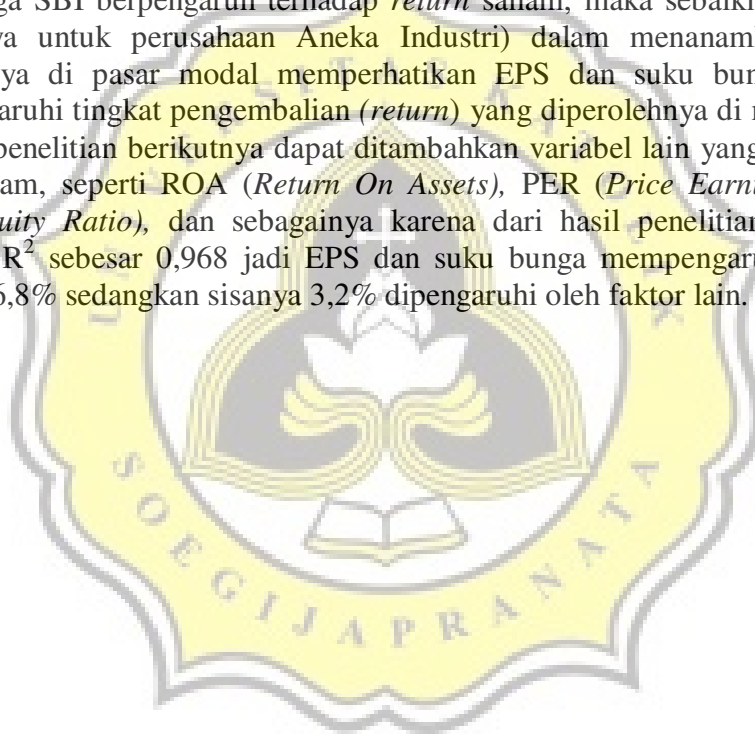 ga SBI berpengaruh terhadap return saham, maka sebaikn
ya untuk perusahaan Aneka Industri) dalam menanam
nya di pasar modal memperhatikan EPS dan suku bun
aruhi tingkat pengembalian (return) yang diperolehnya di
penelitian berikutnya dapat ditambahkan variabel lain yang
am, seperti ROA (Return On Assets), PER (Price Earn
uity Ratio), dan sebagainya karena dari hasil penelitian
R² sebesar 0,968 jadi EPS dan suku bunga mempengaru
6,8% sedangkan sisanya 3,2% dipengaruhi oleh faktor lain.
SOEGIJAPRANATA